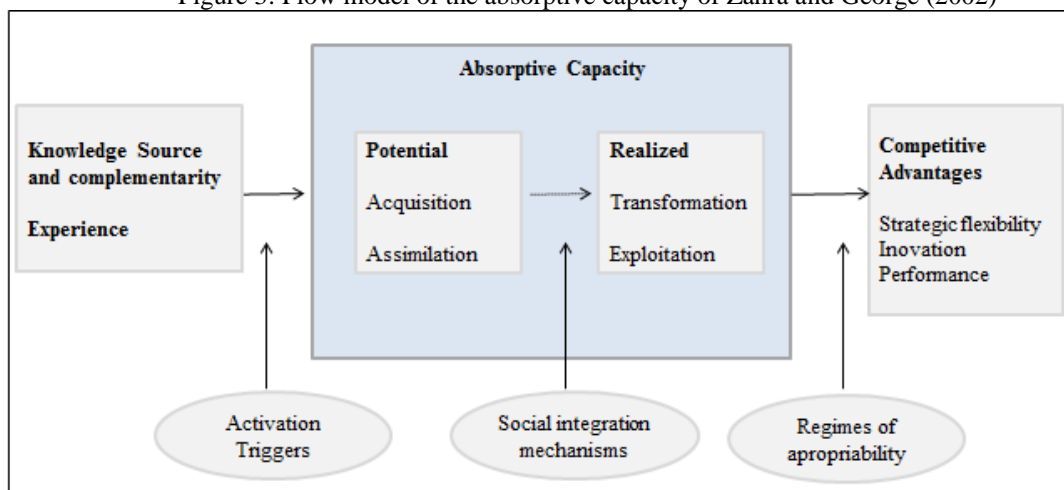 Figure 3: Flow model of the absorptive capacity of Zahra and George (2002)
Absorptive Capacity
Knowledge Source
and complementarity
Experience
Potential
Acquisition
Assimilation
Realized
Transformation
Exploitation
Competitive
Advantages
Strategic flexibility
Inovation
Performance
Activation
Triggers
Social integration
mechanisms
Regimes of
apropriability